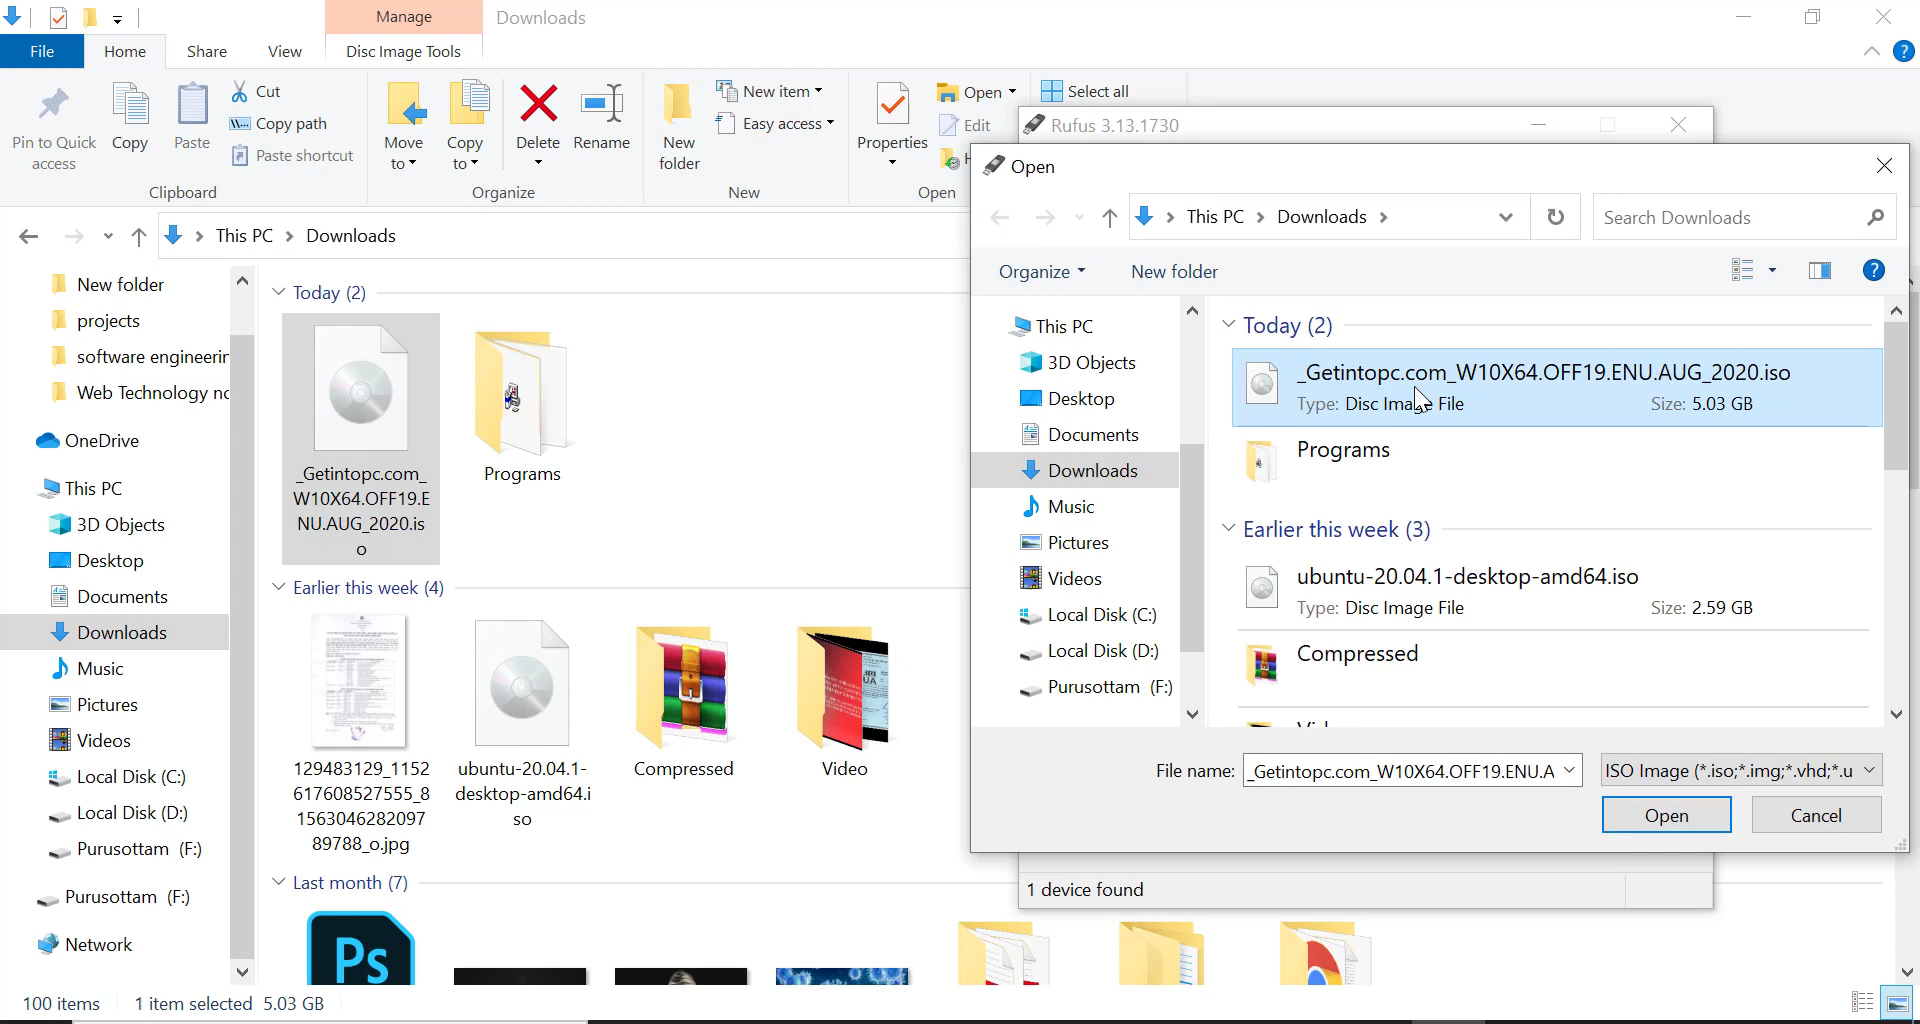 Manage
Downloads
File
Home
Share
View
Disc Image Tools
Pin to Quick
access
Copy
Paste
Cut
Copy path
Paste shortcut
Clipboard
Move
to
Copy
to
Delete
Rename
Organize
New
folder
New item
Easy access
New
Properties
Open
Edit
H
Open
Select all
This PC
Downloads
New folder
projects
software engineerin
Web Technology no
OneDrive
This PC
3D Objects
Desktop
Documents
Downloads
Music
Pictures
Videos
Local Disk (C:)
Local Disk (D:)
Purusottam (F:)
Purusottam (F:)
Network
Today (2)
_Getintopc.com_
W10X64.OFF19.E
NU.AUG_2020.is
o
Programs
Earlier this week (4)
129483129_1152
617608527555_8
1563046282097
89788_o.jpg
ubuntu-20.04.1-
desktop-amd64.i
so
Compressed
Video
Last month (7)
Ps
100 items
1 item selected 5.03 GB
Rufus 3.13.1730
Open
This PC
Downloads
Search Downloads
Organize
New folder
This PC
3D Objects
Desktop
Documents
Downloads
Music
Pictures
Videos
Local Disk (C:)
Local Disk (D:)
Purusottam (F:)
Today (2)
_Getintopc.com_W10X64.OFF19.ENU.AUG_2020.iso
Type: Disc Image File
Size: 5.03 GB
Programs
Earlier this week (3)
ubuntu-20.04.1-desktop-amd64.iso
Type: Disc Image File
Size: 2.59 GB
Compressed
File name:
_Getintopc.com_W10X64.OFF19.ENU.A
ISO Image (*.iso;*.img;*.vhd;*.u
Open
Cancel
1 device found